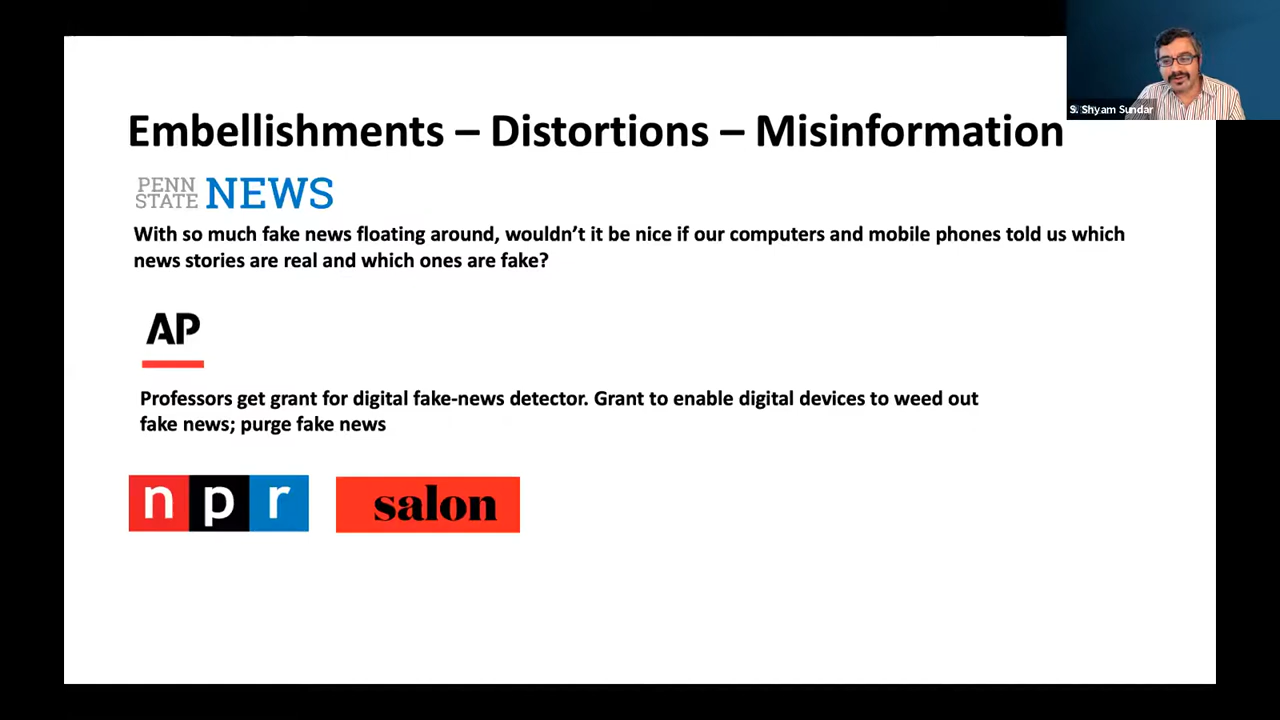 S. Shyam Sundar
Embellishments – Distortions – Misinformation
PENN STATE NEWS
With so much fake news floating around, wouldn’t it be nice if our computers and mobile phones told us which
news stories are real and which ones are fake?
AP
Professors get grant for digital fake-news detector. Grant to enable digital devices to weed out
fake news; purge fake news
npr salon